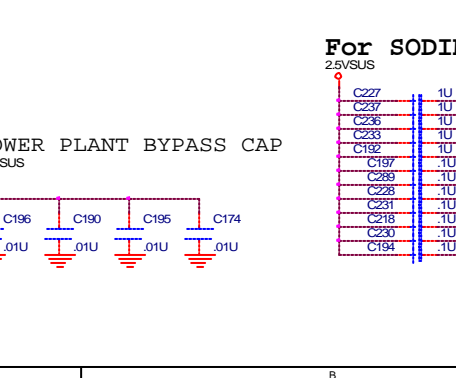 For SODI
2.5VSUS
C227 1U
C237 1U
C236 1U
C233 1U
C192 1U
C197 .1U
C289 .1U
C228 .1U
C231 .1U
C218 .1U
C230 .1U
C194 .1U
OWER PLANT BYPASS CAP
SUS
C196 C190 C195 C174
.01U .01U .01U .01U
B